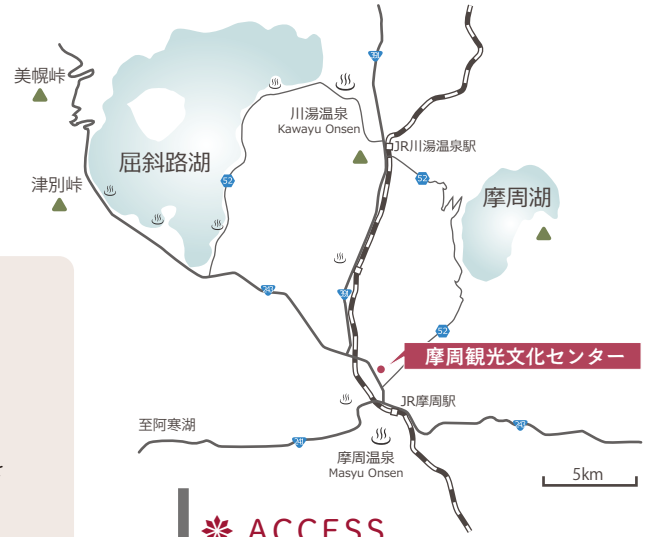 391
美幌峠
川湯温泉
Kawayu Onsen
JR川湯温泉駅
屈斜路湖
津別峠
52
52
摩周湖
243
391
52
摩周観光文化センター
JR摩周駅
至阿寒湖
241
243
摩周温泉
Masyu Onsen
5km
ACCESS